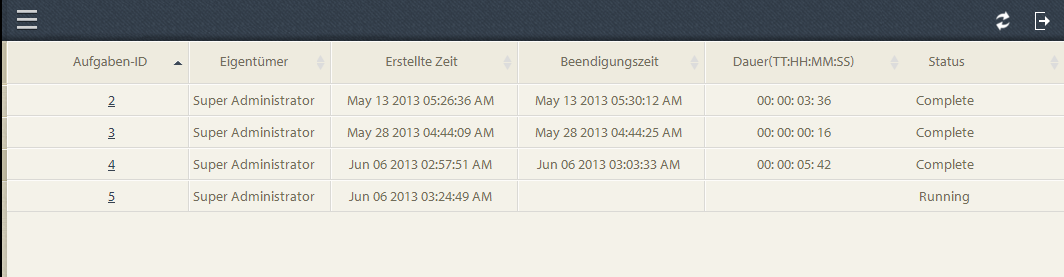 Aufgaben-ID Eigentümer Erstellte Zeit Beendigungszeit Dauer(TT:HH:MM:SS) Status
2 Super Administrator May 13 2013 05:26:36 AM May 13 2013 05:30:12 AM 00: 00: 03: 36 Complete
3 Super Administrator May 28 2013 04:44:09 AM May 28 2013 04:44:25 AM 00: 00: 00: 16 Complete
4 Super Administrator Jun 06 2013 02:57:51 AM Jun 06 2013 03:03:33 AM 00: 00: 05: 42 Complete
5 Super Administrator Jun 06 2013 03:24:49 AM Running